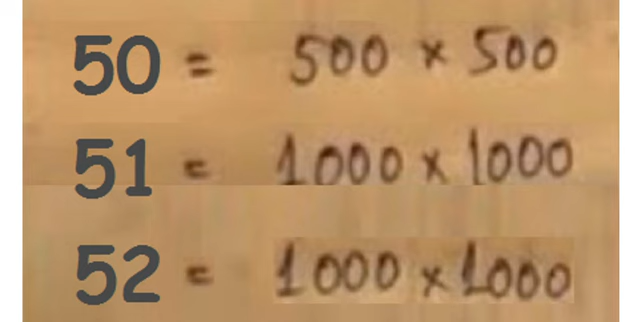 50 = 500 x 500
51 = 1000 x 1000
52 = 1000 x 1000